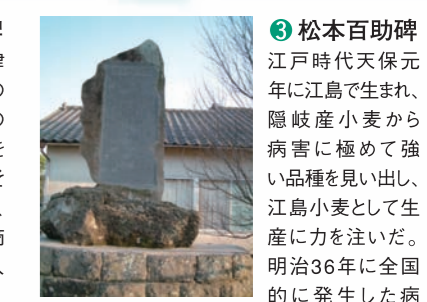 ❸ 松本百助碑
江戸時代天保元
年に江島で生まれ、
隠岐産小麦から
病害に極めて強
い品種を見い出し、
江島小麦として生
産に力を注いだ。
明治36年に全国
的に発生した病